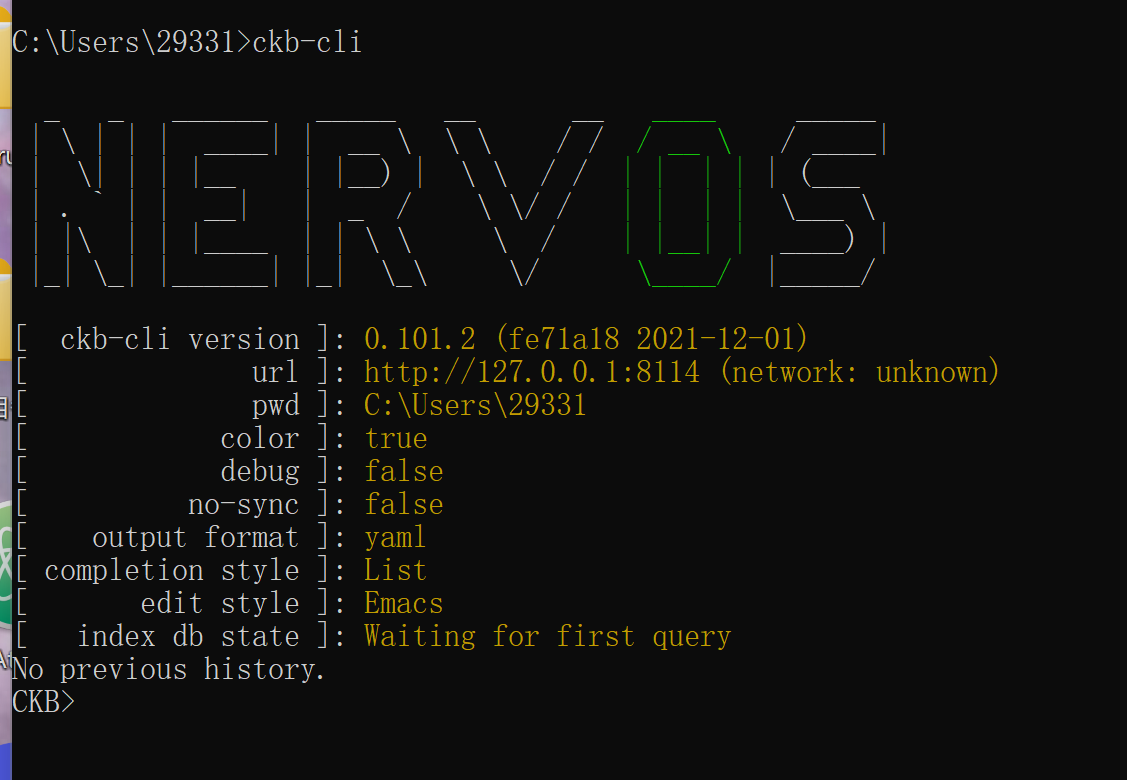 C:\Users\29331>ckb-cli
NERVOS
[  ckb-cli version ]: 0.101.2 (fe71a18 2021-12-01)
[              url ]: http://127.0.0.1:8114 (network: unknown)
[              pwd ]: C:\Users\29331
[            color ]: true
[            debug ]: false
[          no-sync ]: false
[    output format ]: yaml
[ completion style ]: List
[       edit style ]: Emacs
[   index db state ]: Waiting for first query
No previous history.
CKB>